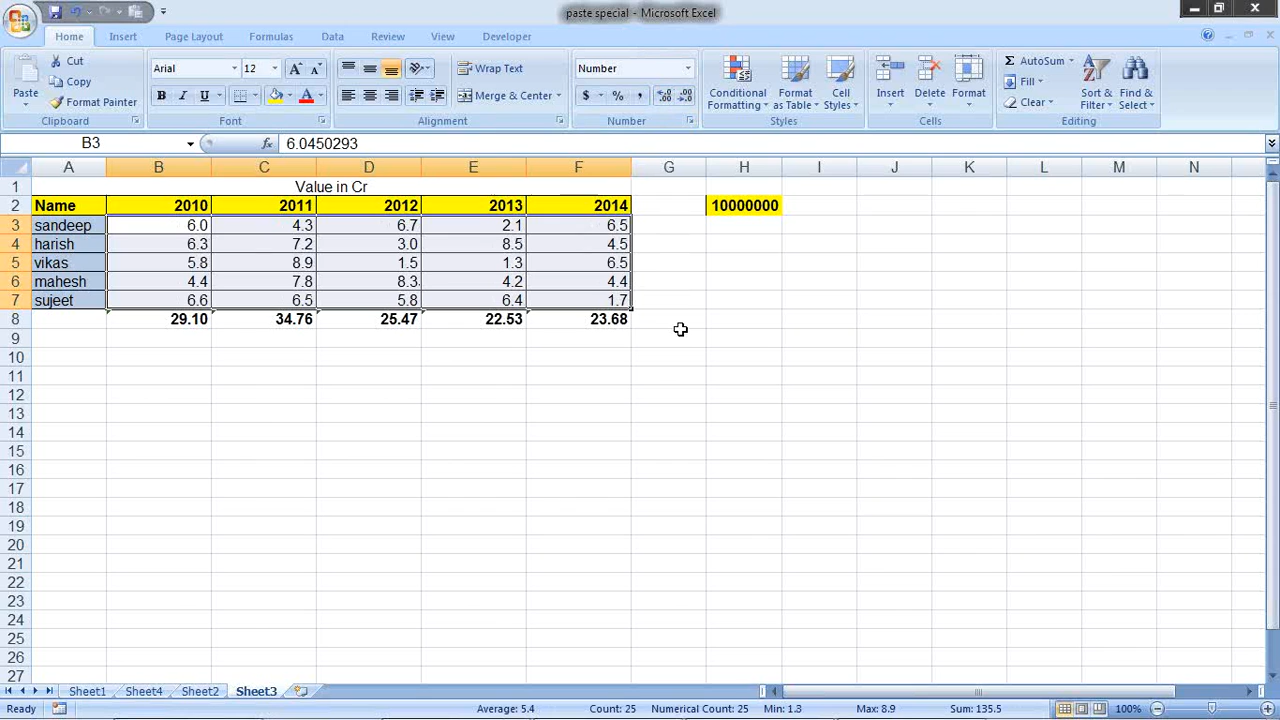 paste special - Microsoft Excel
Home Insert Page Layout Formulas Data Review View Developer
Cut
Copy
Format Painter
Paste
Clipboard
Arial 12
B I U
Font
Wrap Text
Merge & Center
Alignment
Number
$ % ,
Number
Conditional Formatting
Format as Table
Cell Styles
Styles
Insert Delete Format
Cells
Σ AutoSum
Fill
Clear
Sort & Filter
Find & Select
Editing
B3 fx 6.0450293
A B C D E F G H I J K L M N
1 Value in Cr
2 Name 2010 2011 2012 2013 2014 10000000
3 sandeep 6.0 4.3 6.7 2.1 6.5
4 harish 6.3 7.2 3.0 8.5 4.5
5 vikas 5.8 8.9 1.5 1.3 6.5
6 mahesh 4.4 7.8 8.3 4.2 4.4
7 sujeet 6.6 6.5 5.8 6.4 1.7
8 29.10 34.76 25.47 22.53 23.68
9
10
11
12
13
14
15
16
17
18
19
20
21
22
23
24
25
26
27
Sheet1 Sheet4 Sheet2 Sheet3
Ready Average: 5.4 Count: 25 Numerical Count: 25 Min: 1.3 Max: 8.9 Sum: 135.5 100%